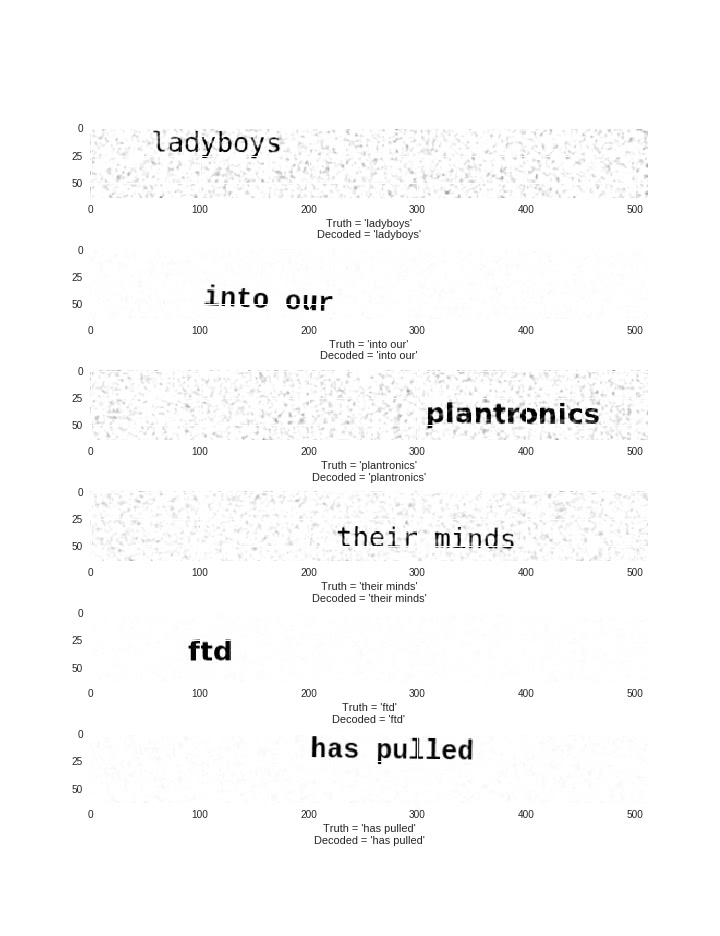 0
ladyboys
25
50
0 100 200 300 400 500
Truth = 'ladyboys'
Decoded = 'ladyboys'
0
25
into our
50
0 100 200 300 400 500
Truth = 'into our'
Decoded = 'into our'
0
25
plantronics
50
0 100 200 300 400 500
Truth = 'plantronics'
Decoded = 'plantronics'
0
25
their minds
50
0 100 200 300 400 500
Truth = 'their minds'
Decoded = 'their minds'
0
25
ftd
50
0 100 200 300 400 500
Truth = 'ftd'
Decoded = 'ftd'
0
has pulled
25
50
0 100 200 300 400 500
Truth = 'has pulled'
Decoded = 'has pulled'